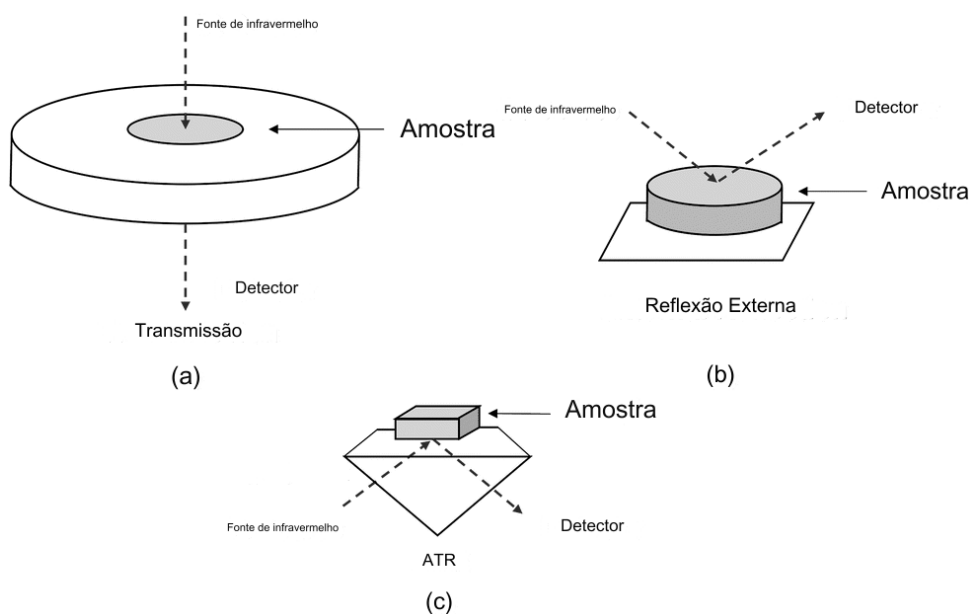 Fonte de infravermelho
Amostra
Detector
Transmissão
(a)
Fonte de infravermelho
Detector
Amostra
Reflexão Externa
(b)
Amostra
Fonte de infravermelho
Detector
ATR
(c)